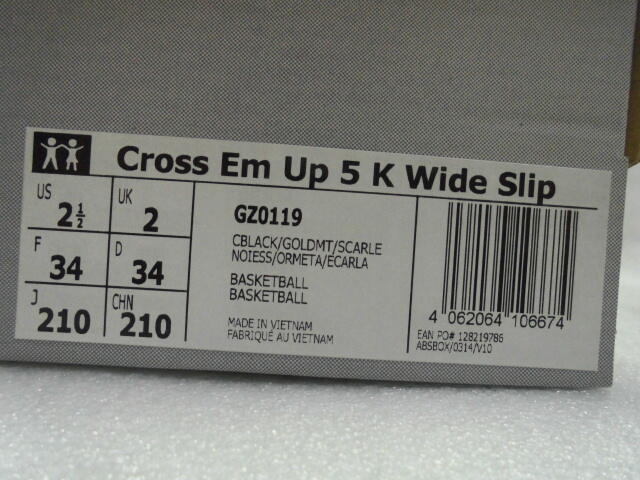 Cross Em Up 5 K Wide Slip
US 2½
UK 2
F 34
D 34
J 210
CHN 210
GZ0119
CBLACK/GOLDMT/SCARLE
NOIESS/ORMETA/ÉCARLA
BASKETBALL
BASKETBALL
MADE IN VIETNAM
FABRIQUÉ AU VIETNAM
4 062064 106674
EAN PO# 128219786
ABSBOX/0314/V10